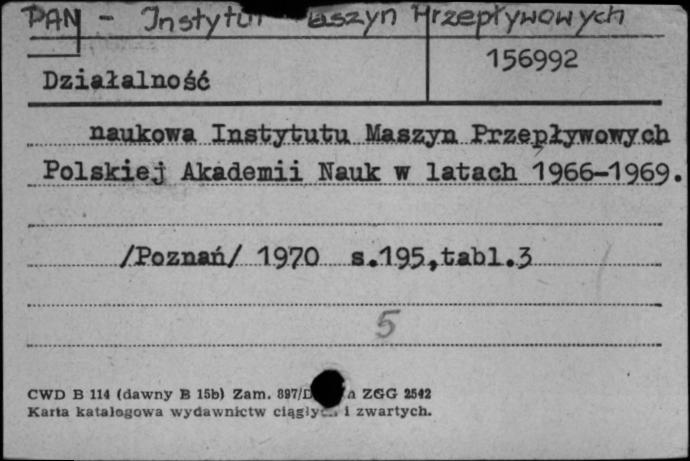 PAN - Instytut Maszyn Przepływowych
156992
Działalność
naukowa Instytutu Maszyn Przepływowych
Polskiej Akademii Nauk w latach 1966-1969.
/Poznań/ 1970 s.195,tabl.3
5
CWD B 114 (dawny B 15b) Zam. 897/D ZGG 2542
Karta katalogowa wydawnictw ciągłych i zwartych.